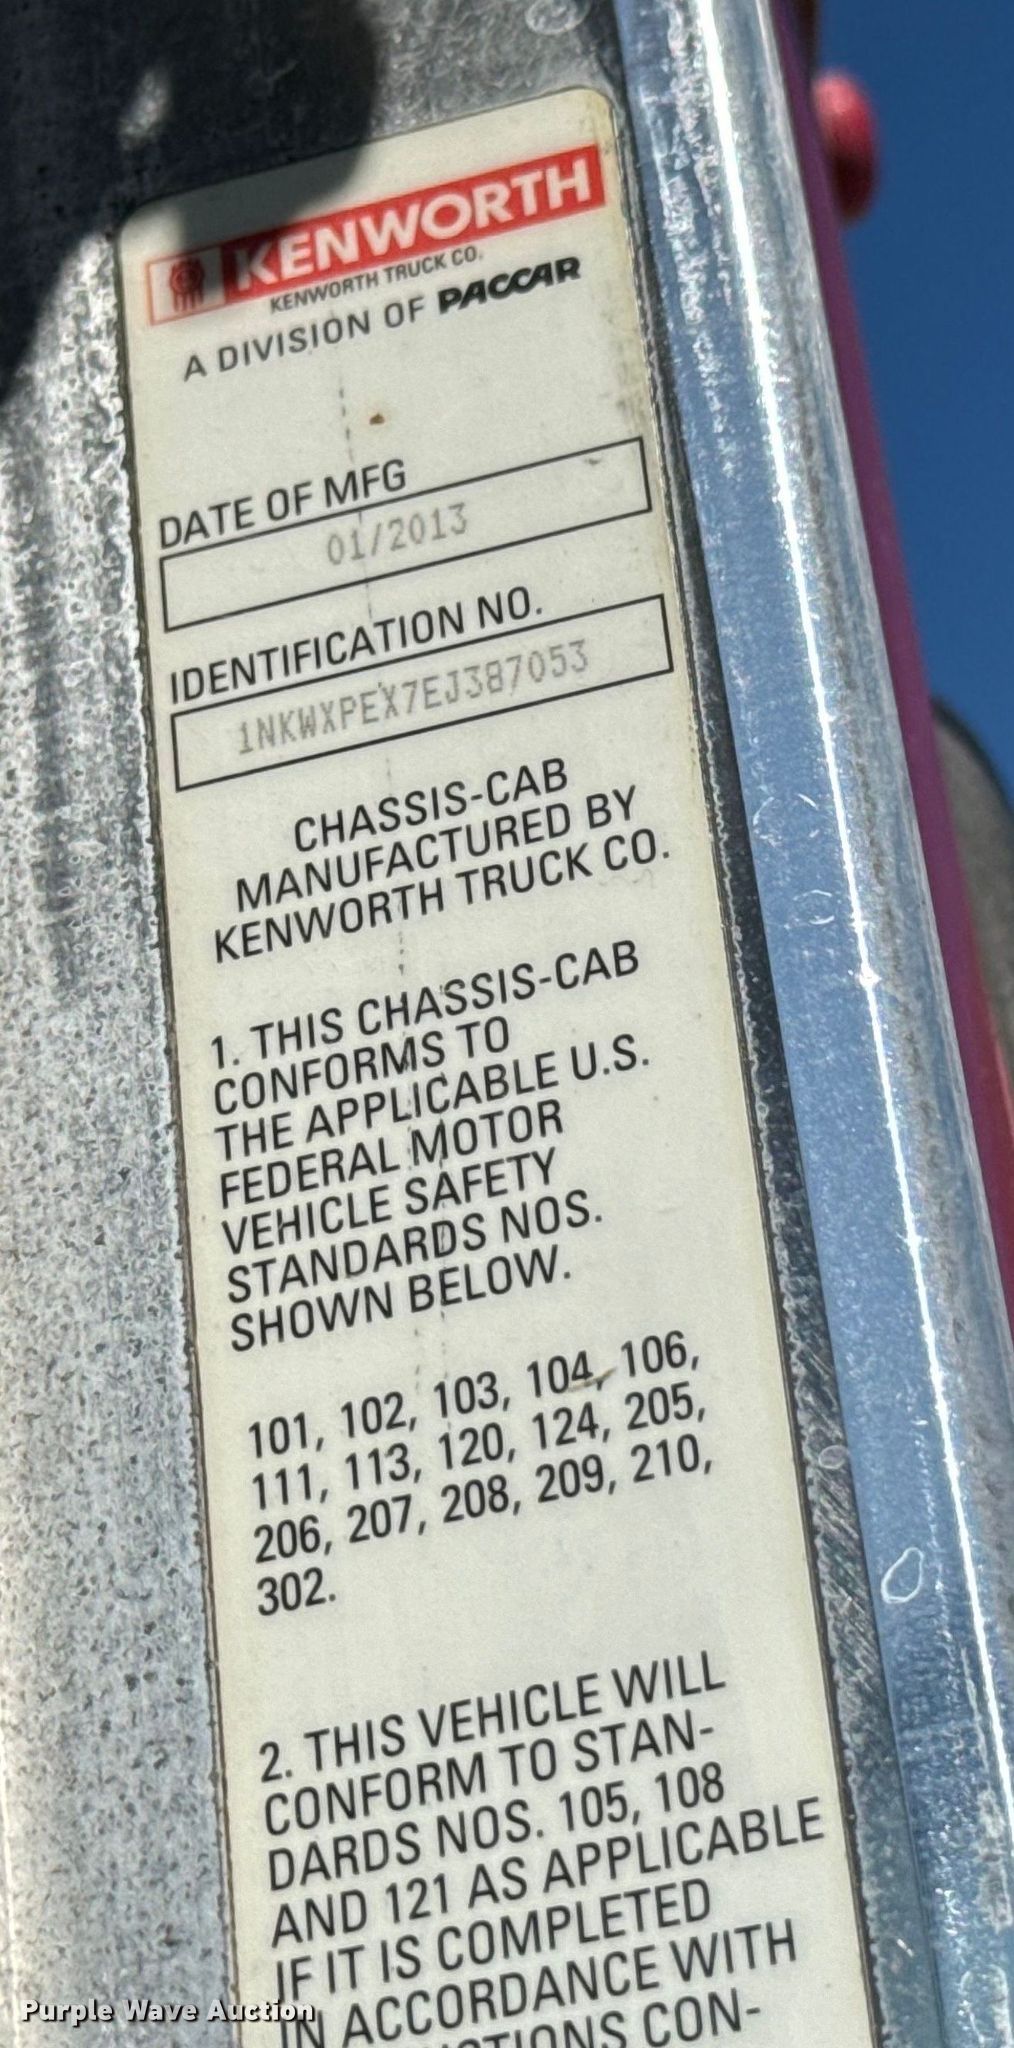 KENWORTH
KENWORTH TRUCK CO.
A DIVISION OF PACCAR
DATE OF MFG
01/2013
IDENTIFICATION NO.
1NKWXPEX7EJ387053
CHASSIS-CAB
MANUFACTURED BY
KENWORTH TRUCK CO.
1. THIS CHASSIS-CAB
CONFORMS TO
THE APPLICABLE U.S.
FEDERAL MOTOR
VEHICLE SAFETY
STANDARDS NOS.
SHOWN BELOW.
101, 102, 103, 104, 106,
111, 113, 120, 124, 205,
206, 207, 208, 209, 210,
302.
2. THIS VEHICLE WILL
CONFORM TO STAN-
DARDS NOS. 105, 108
AND 121 AS APPLICABLE
IF IT IS COMPLETED
IN ACCORDANCE WITH
CON-
Purple Wave Auction